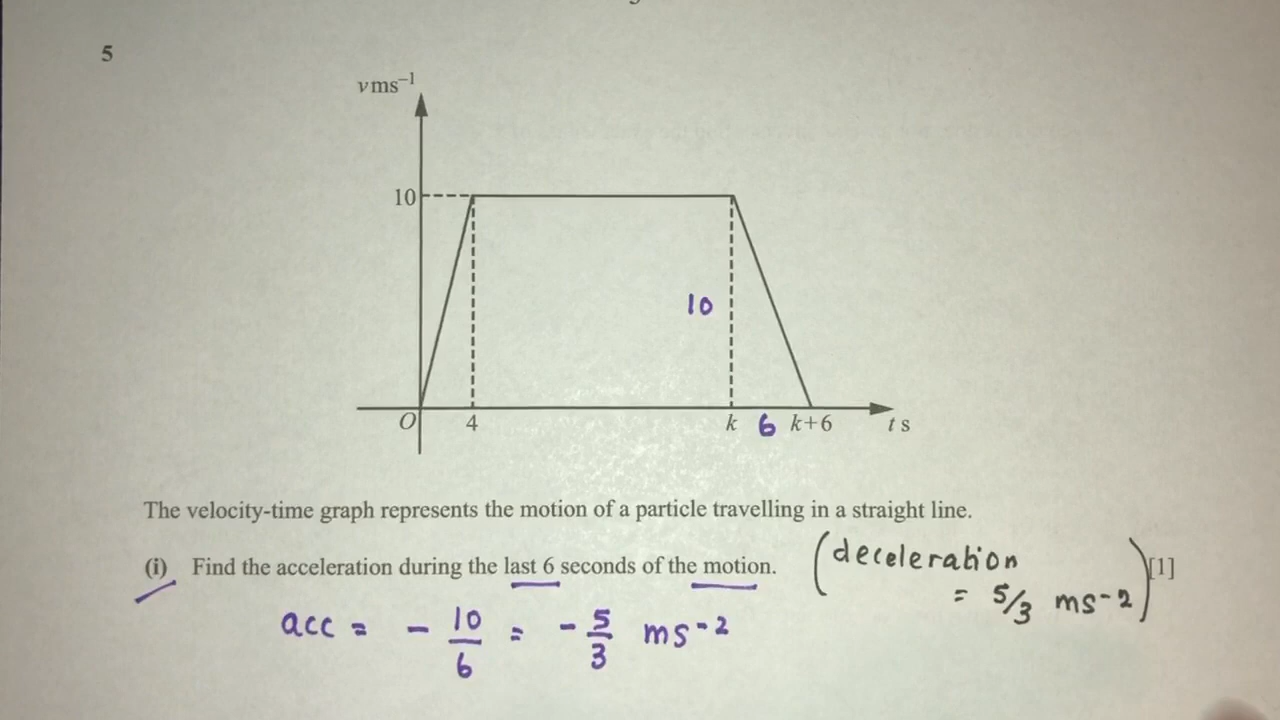 5
v ms⁻¹
10
10
O 4 k 6 k+6 t s
The velocity-time graph represents the motion of a particle travelling in a straight line.
(i) Find the acceleration during the last 6 seconds of the motion. [1]
(deceleration
= 5/3 ms⁻²)
acc = - 10/6 = - 5/3 ms⁻²